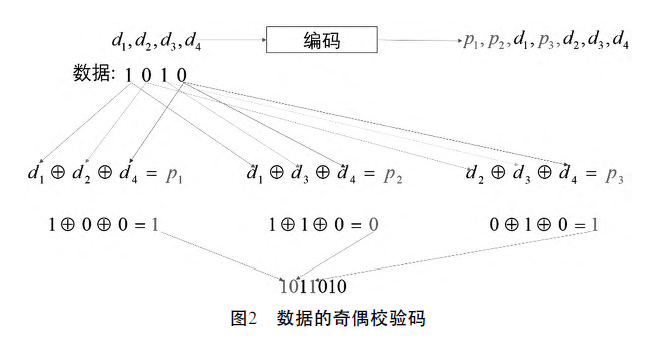 d₁,d₂,d₃,d₄ 编码 p₁,p₂,d₁,p₃,d₂,d₃,d₄
数据: 1 0 1 0
d₁ ⊕ d₂ ⊕ d₄ = p₁ d₁ ⊕ d₃ ⊕ d₄ = p₂ d₂ ⊕ d₃ ⊕ d₄ = p₃
1⊕0⊕0=1 1⊕1⊕0=0 0⊕1⊕0=1
1011010
图2 数据的奇偶校验码